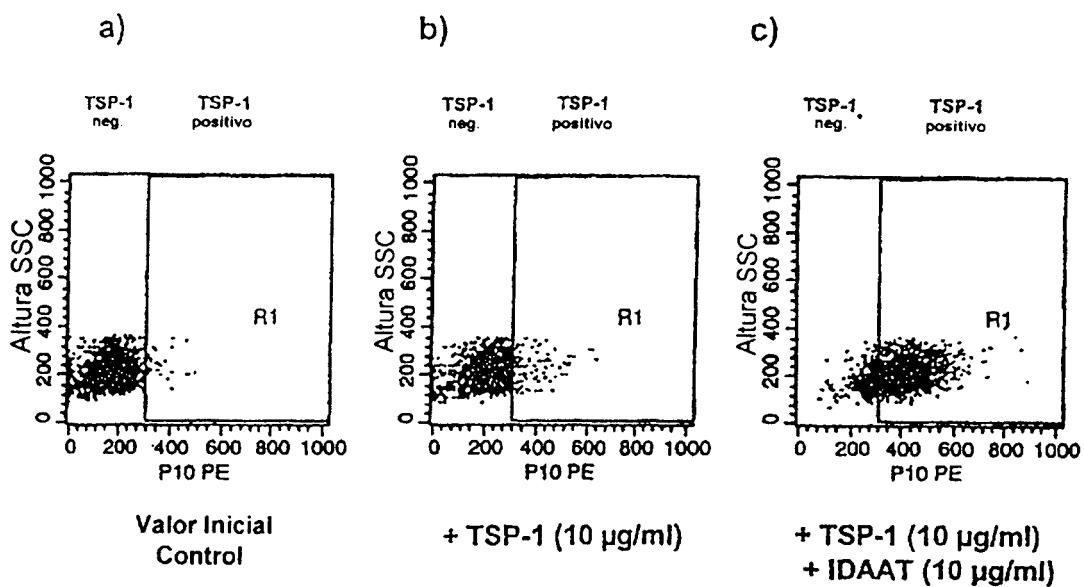 a)
b)
c)
TSP-1 neg.
TSP-1 positivo
TSP-1 neg.
TSP-1 positivo
TSP-1 neg.
TSP-1 positivo
Altura SSC
1000
800
600
400
200
0
R1
0 200 400 600 800 1000
P10 PE
Altura SSC
1000
800
600
400
200
0
R1
0 200 400 600 800 1000
P10 PE
Altura SSC
1000
800
600
400
200
0
R1
0 200 400 600 800 1000
P10 PE
Valor Inicial
Control
+ TSP-1 (10 µg/ml)
+ TSP-1 (10 µg/ml)
+ IDAAT (10 µg/ml)